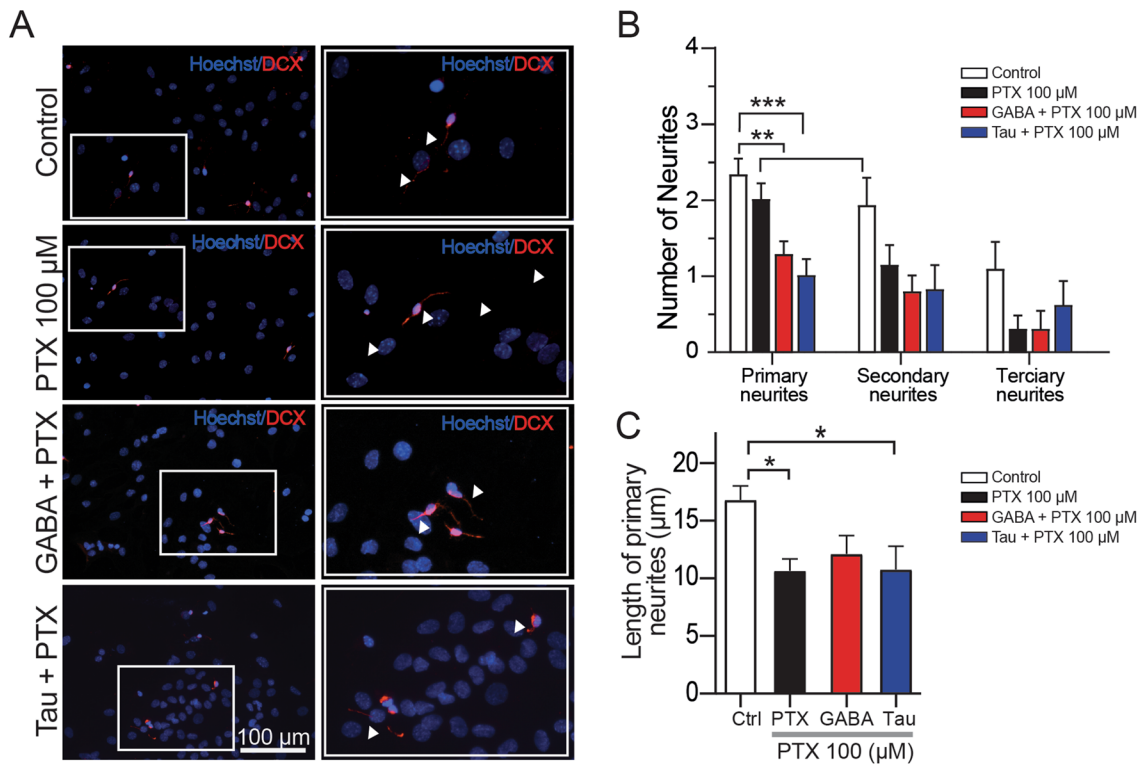 A
Control
Hoechst/DCX
Hoechst/DCX
PTX 100 µM
Hoechst/DCX
Hoechst/DCX
GABA + PTX
Hoechst/DCX
Hoechst/DCX
Tau + PTX
100 µm
B
Number of Neurites
4
3
2
1
0
***
**
Primary neurites
Secondary neurites
Terciary neurites
Control
PTX 100 µM
GABA + PTX 100 µM
Tau + PTX 100 µM
C
Length of primary
neurites (µm)
20
15
10
5
0
*
*
Ctrl PTX GABA Tau
PTX 100 (µM)
Control
PTX 100 µM
GABA + PTX 100 µM
Tau + PTX 100 µM